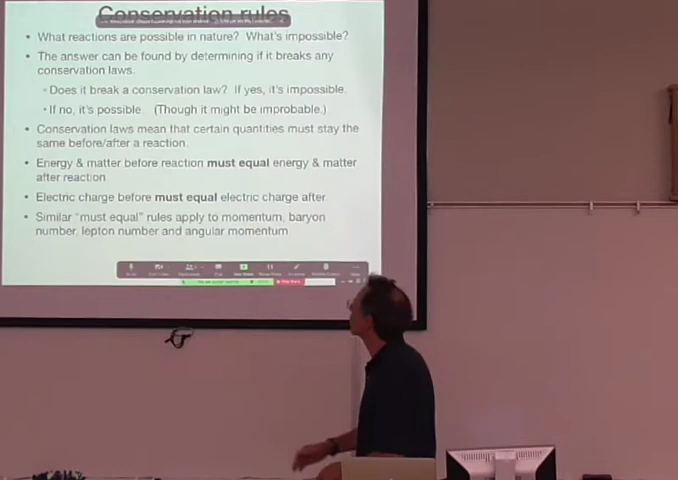 Conservation rules
• What reactions are possible in nature? What's impossible?
• The answer can be found by determining if it breaks any
conservation laws.
• Does it break a conservation law? If yes, it's impossible.
• If no, it's possible. (Though it might be improbable.)
• Conservation laws mean that certain quantities must stay the
same before/after a reaction
• Energy & matter before reaction must equal energy & matter
after reaction
• Electric charge before must equal electric charge after
• Similar "must equal" rules apply to momentum, baryon
number, lepton number and angular momentum